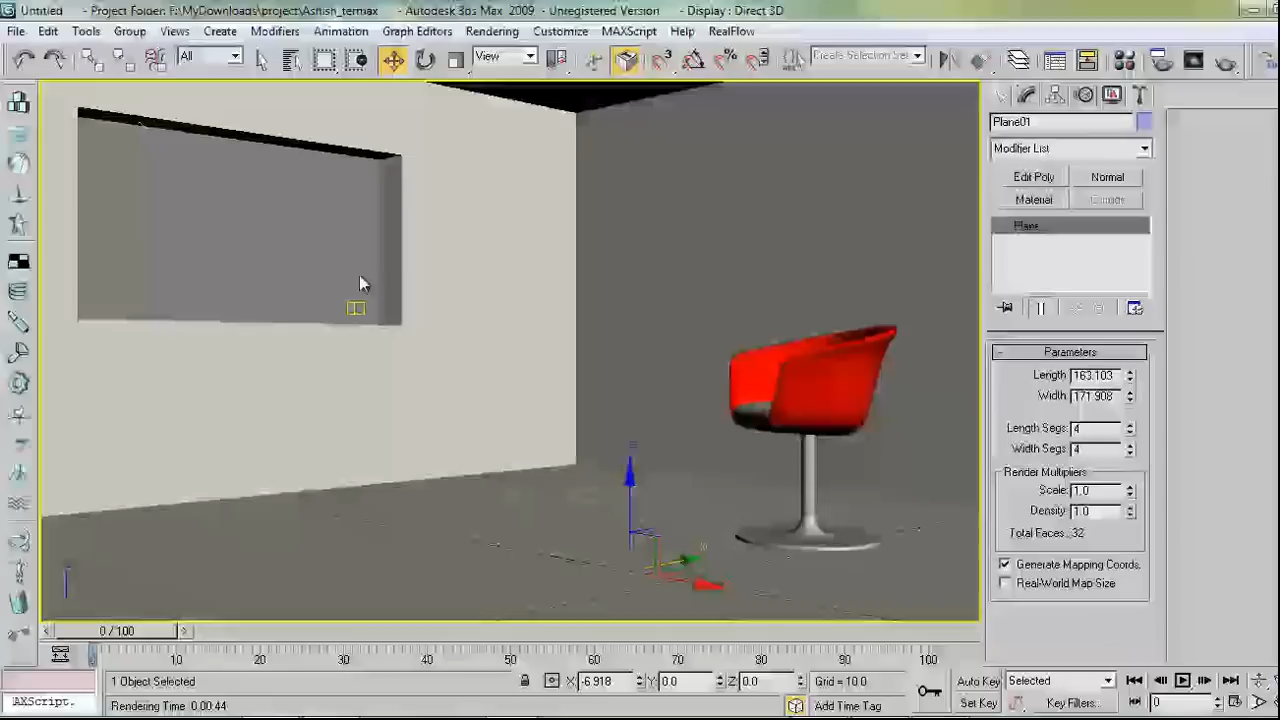 Untitled - Project Folder: F:\MyDownloads\project\Ashish_termax - Autodesk 3ds Max 2009 - Unregistered Version - Display : Direct 3D
File Edit Tools Group Views Create Modifiers Animation Graph Editors Rendering Customize MAXScript Help RealFlow
All View Create Selection Set
Plane01
Modifier List
Edit Poly Normal
Material
Plane
- Parameters
Length 163.103
Width 171.908
Length Segs 4
Width Segs 4
Render Multipliers
Scale: 1.0
Density: 1.0
Total Faces: 32
Generate Mapping Coords.
Real-World Map Size
0 / 100
10 20 30 40 50 60 70 80 90 100
1 Object Selected X: -6.918 Y: 0.0 Z: 0.0 Grid = 10.0 Auto Key Selected
AXScript. Rendering Time 0:00:44 Add Time Tag Set Key Key Filters... 0